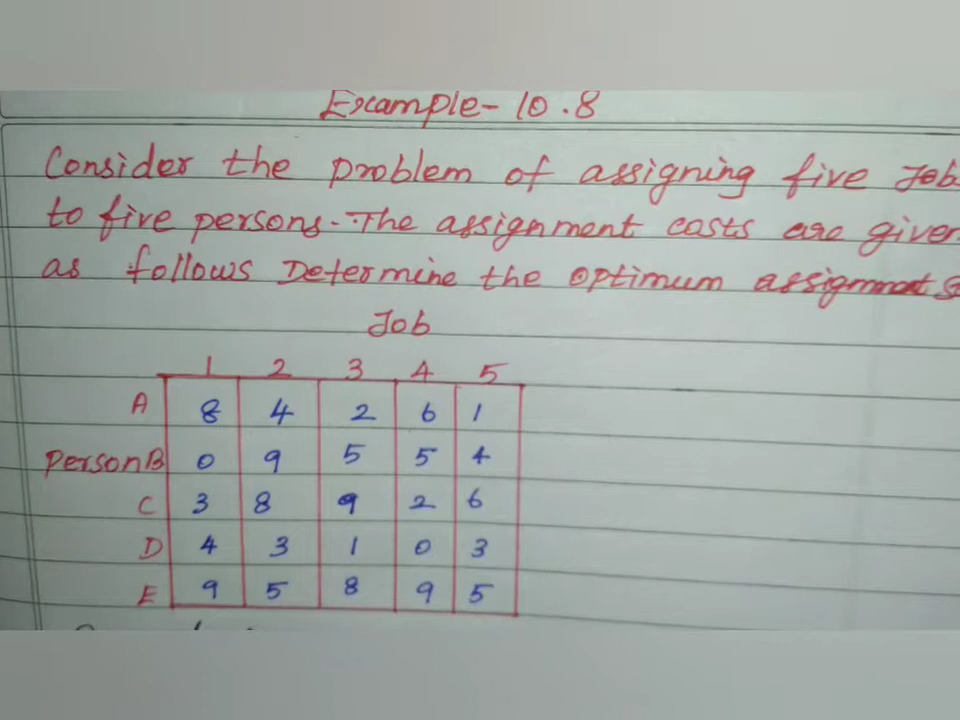 Example- 10.8
Consider the problem of assigning five Job
to five persons. The assignment costs are given
as follows Determine the optimum assignment
Job
1 2 3 4 5
A 8 4 2 6 1
Person B 0 9 5 5 4
C 3 8 9 2 6
D 4 3 1 0 3
E 9 5 8 9 5